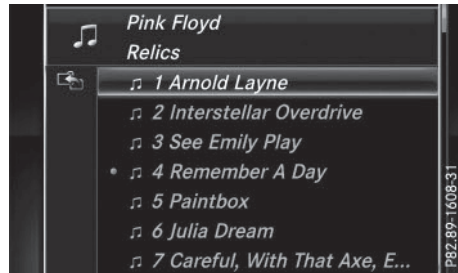 Pink Floyd
Relics
1 Arnold Layne
2 Interstellar Overdrive
3 See Emily Play
4 Remember A Day
5 Paintbox
6 Julia Dream
7 Careful, With That Axe, E...
P82.89-1608-31